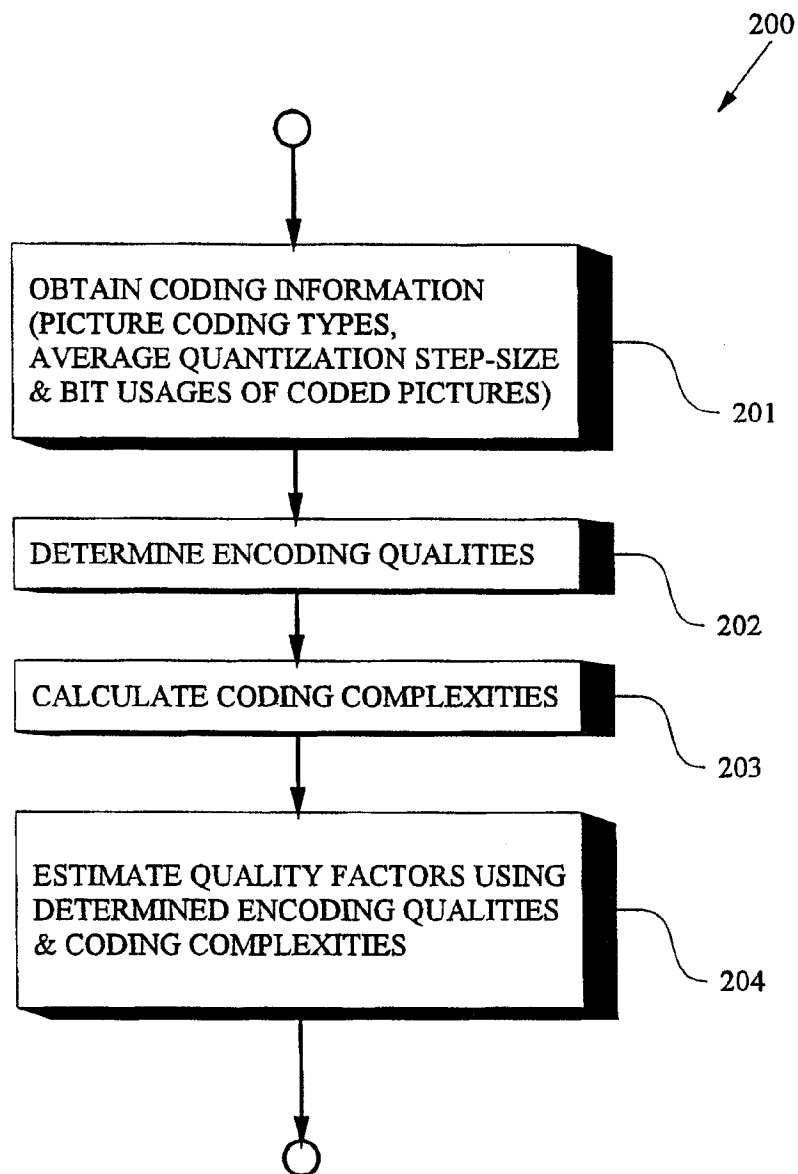 200
OBTAIN CODING INFORMATION
(PICTURE CODING TYPES,
AVERAGE QUANTIZATION STEP-SIZE
& BIT USAGES OF CODED PICTURES)
201
DETERMINE ENCODING QUALITIES
202
CALCULATE CODING COMPLEXITIES
203
ESTIMATE QUALITY FACTORS USING
DETERMINED ENCODING QUALITIES
& CODING COMPLEXITIES
204